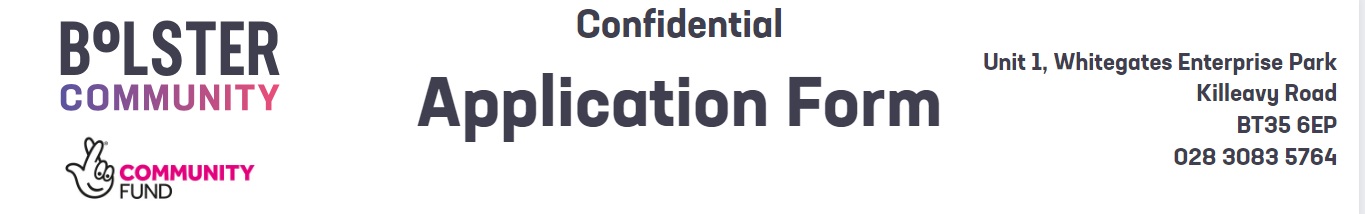 BOLSTER
COMMUNITY
COMMUNITY
FUND
Confidential
Application Form
Unit 1, Whitegates Enterprise Park
Killeavy Road
BT35 6EP
028 3083 5764